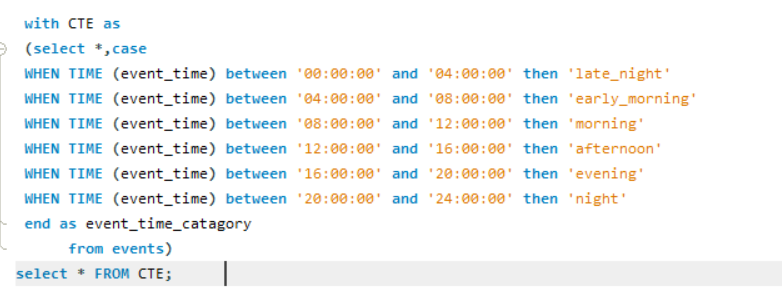 with CTE as
(select *,case
WHEN TIME (event_time) between '00:00:00' and '04:00:00' then 'late_night'
WHEN TIME (event_time) between '04:00:00' and '08:00:00' then 'early_morning'
WHEN TIME (event_time) between '08:00:00' and '12:00:00' then 'morning'
WHEN TIME (event_time) between '12:00:00' and '16:00:00' then 'afternoon'
WHEN TIME (event_time) between '16:00:00' and '20:00:00' then 'evening'
WHEN TIME (event_time) between '20:00:00' and '24:00:00' then 'night'
end as event_time_catagory
from events)
select * FROM CTE;